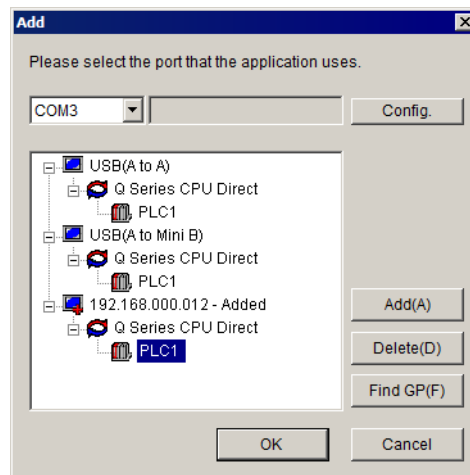 Add
Please select the port that the application uses.
COM3
Config.
USB(A to A)
Q Series CPU Direct
PLC1
USB(A to Mini B)
Q Series CPU Direct
PLC1
192.168.000.012 - Added
Q Series CPU Direct
PLC1
Add(A)
Delete(D)
Find GP(F)
OK
Cancel